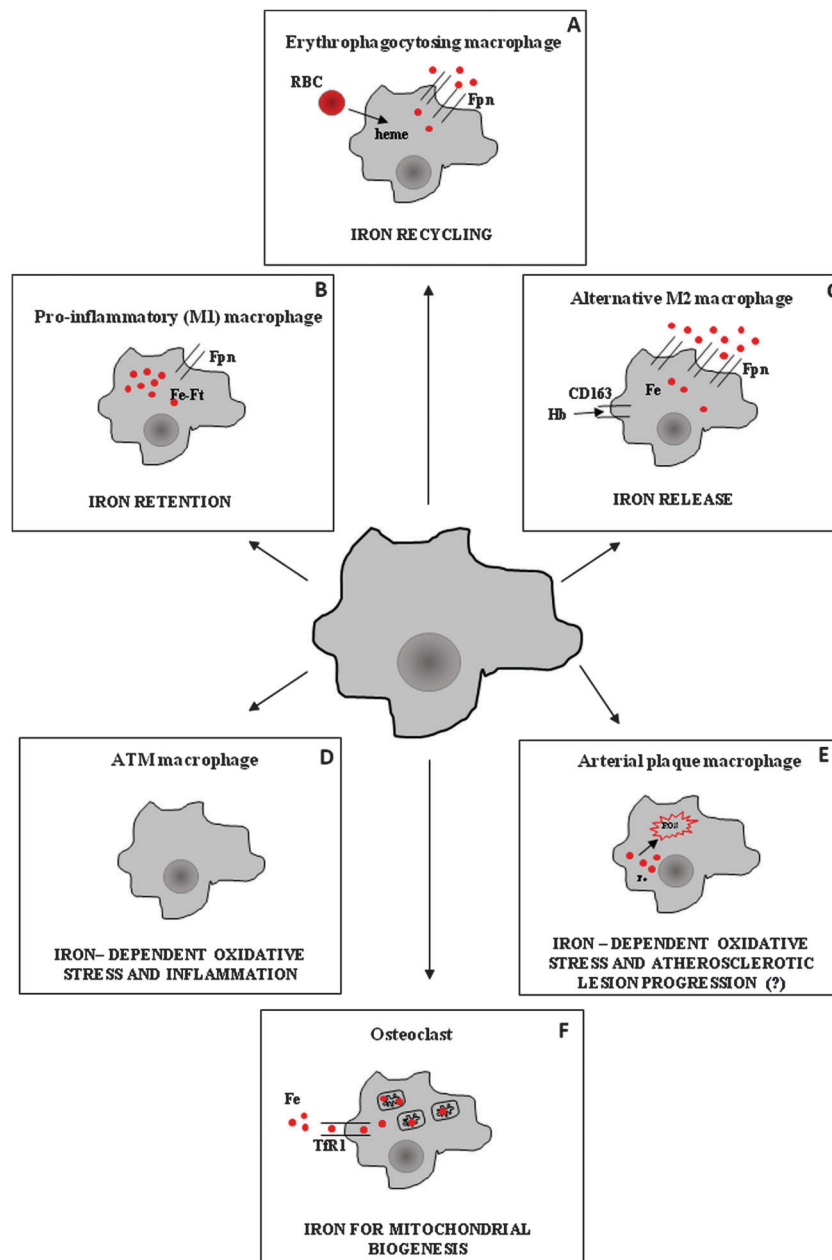 A
Erythrophagocytosing macrophage
RBC
Fpn
heme
IRON RECYCLING
B
Pro-inflammatory (M1) macrophage
Fpn
Fe-Ft
IRON RETENTION
C
Alternative M2 macrophage
Fpn
Fe
CD163
Hb
IRON RELEASE
D
ATM macrophage
IRON– DEPENDENT OXIDATIVE
STRESS AND INFLAMMATION
E
Arterial plaque macrophage
ROS
IRON – DEPENDENT OXIDATIVE
STRESS AND ATHEROSCLEROTIC
LESION PROGRESSION (?)
F
Osteoclast
Fe
TfR1
IRON FOR MITOCHONDRIAL
BIOGENESIS